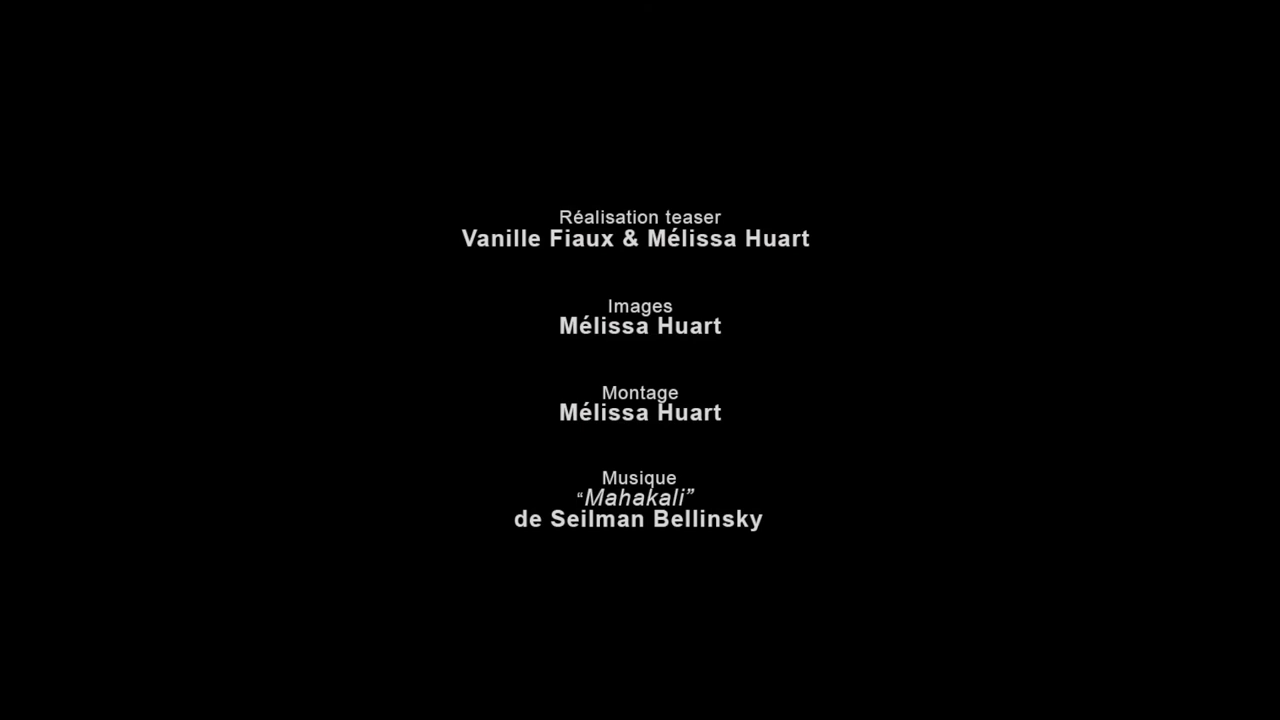 Réalisation teaser
Vanille Fiaux & Mélissa Huart
Images
Mélissa Huart
Montage
Mélissa Huart
Musique
“Mahakali”
de Seilman Bellinsky